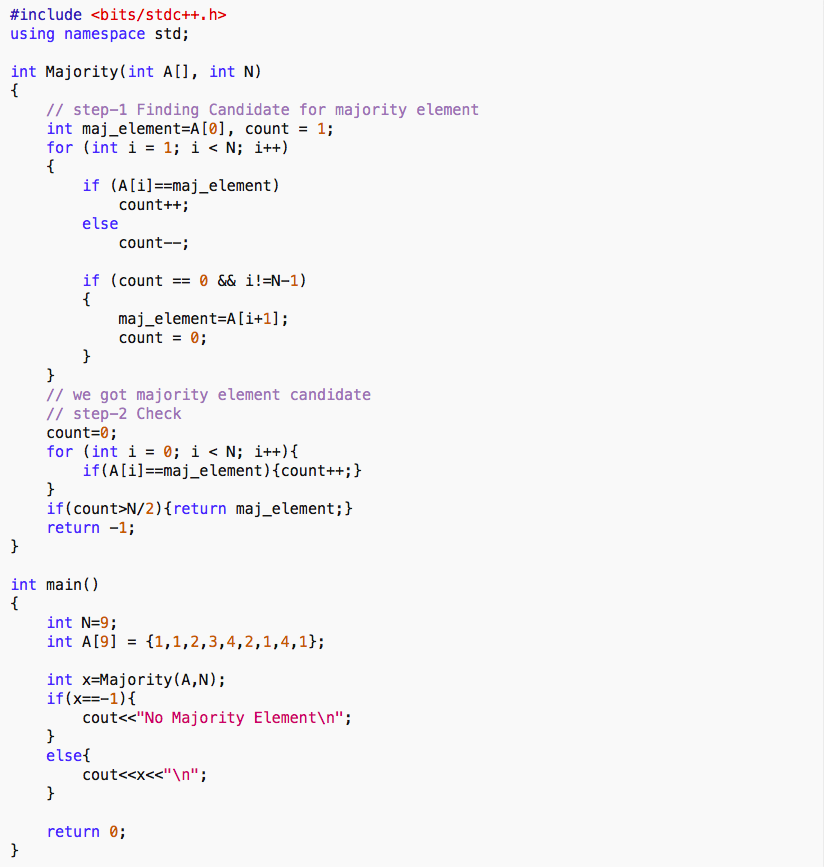 #include <bits/stdc++.h>
using namespace std;

int Majority(int A[], int N)
{
    // step-1 Finding Candidate for majority element
    int maj_element=A[0], count = 1;
    for (int i = 1; i < N; i++)
    {
        if (A[i]==maj_element)
            count++;
        else
            count--;

        if (count == 0 && i!=N-1)
        {
            maj_element=A[i+1];
            count = 0;
        }
    }
    // we got majority element candidate
    // step-2 Check
    count=0;
    for (int i = 0; i < N; i++){
        if(A[i]==maj_element){count++;}
    }
    if(count>N/2){return maj_element;}
    return -1;
}

int main()
{
    int N=9;
    int A[9] = {1,1,2,3,4,2,1,4,1};

    int x=Majority(A,N);
    if(x==-1){
        cout<<"No Majority Element\n";
    }
    else{
        cout<<x<<"\n";
    }

    return 0;
}